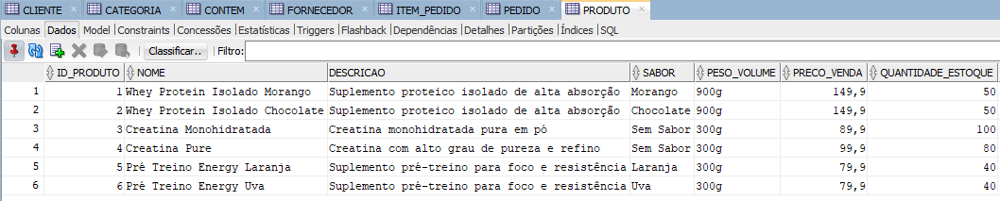 CLIENTE CATEGORIA CONTEM FORNECEDOR ITEM_PEDIDO PEDIDO PRODUTO
Colunas Dados Model Constraints Concessões Estatísticas Triggers Flashback Dependências Detalhes Partições Índices SQL
Classificar.. Filtro:
ID_PRODUTO NOME DESCRICAO SABOR PESO_VOLUME PRECO_VENDA QUANTIDADE_ESTOQUE
1 1 Whey Protein Isolado Morango Suplemento proteico isolado de alta absorção Morango 900g 149,9 50
2 2 Whey Protein Isolado Chocolate Suplemento proteico isolado de alta absorção Chocolate 900g 149,9 50
3 3 Creatina Monohidratada Creatina monohidratada pura em pó Sem Sabor 300g 89,9 100
4 4 Creatina Pure Creatina com alto grau de pureza e refino Sem Sabor 300g 99,9 80
5 5 Pré Treino Energy Laranja Suplemento pré-treino para foco e resistência Laranja 300g 79,9 40
6 6 Pré Treino Energy Uva Suplemento pré-treino para foco e resistência Uva 300g 79,9 40